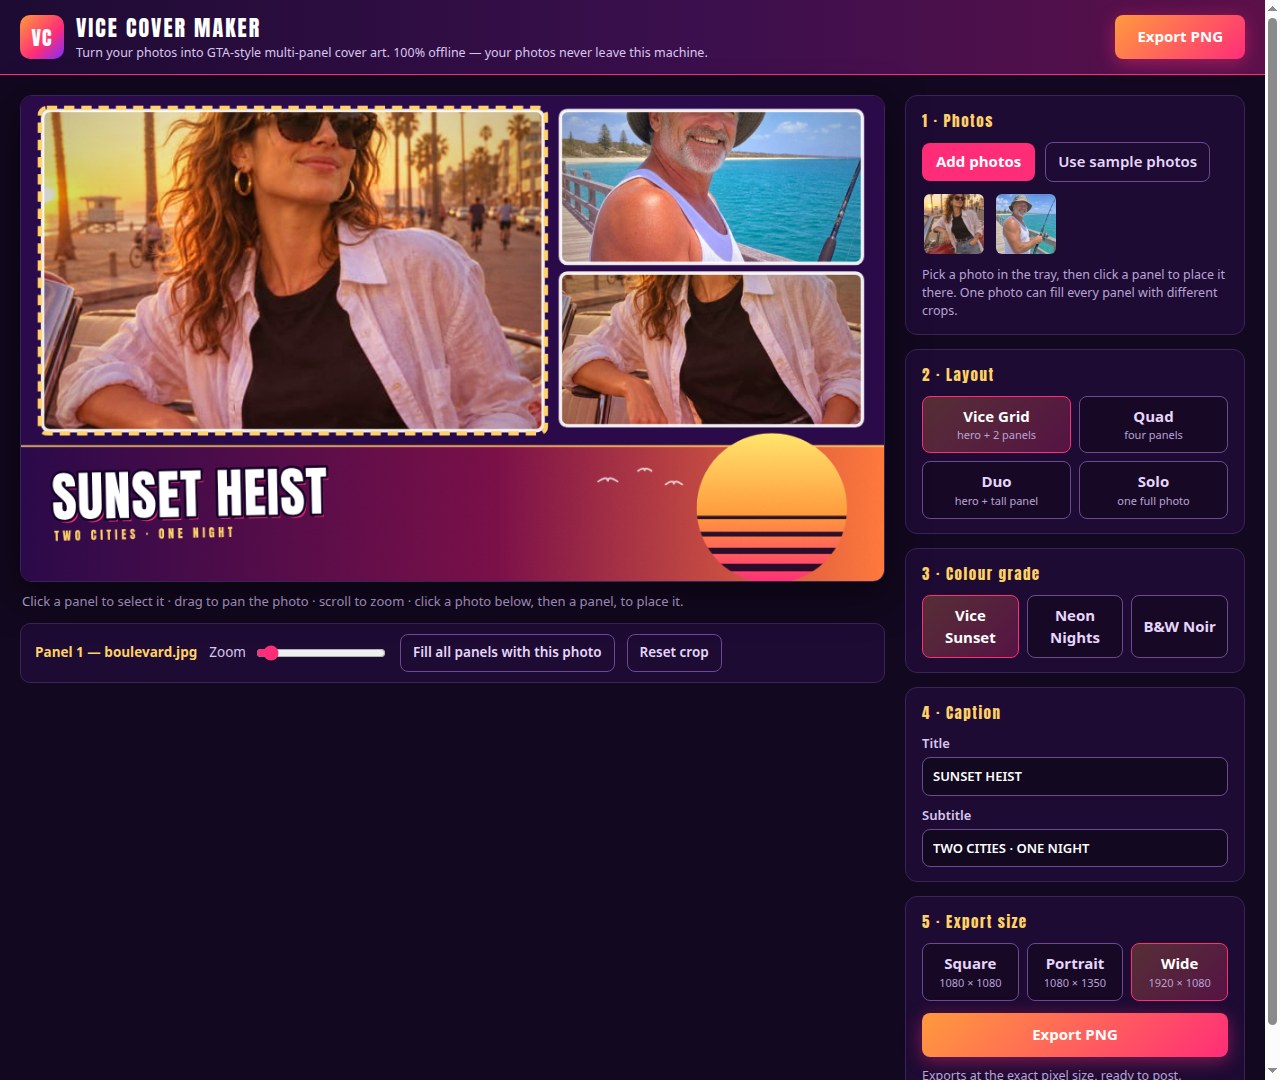 VC
VICE COVER MAKER
Turn your photos into GTA-style multi-panel cover art. 100% offline — your photos never leave this machine.
Export PNG
SUNSET HEIST
TWO CITIES · ONE NIGHT
Click a panel to select it · drag to pan the photo · scroll to zoom · click a photo below, then a panel, to place it.
Panel 1 — boulevard.jpg
Zoom
Fill all panels with this photo
Reset crop
1 · Photos
Add photos
Use sample photos
Pick a photo in the tray, then click a panel to place it
there. One photo can fill every panel with different
crops.
2 · Layout
Vice Grid
hero + 2 panels
Quad
four panels
Duo
hero + tall panel
Solo
one full photo
3 · Colour grade
Vice
Sunset
Neon
Nights
B&W Noir
4 · Caption
Title
SUNSET HEIST
Subtitle
TWO CITIES · ONE NIGHT
5 · Export size
Square
1080 × 1080
Portrait
1080 × 1350
Wide
1920 × 1080
Export PNG
Exports at the exact pixel size, ready to post.